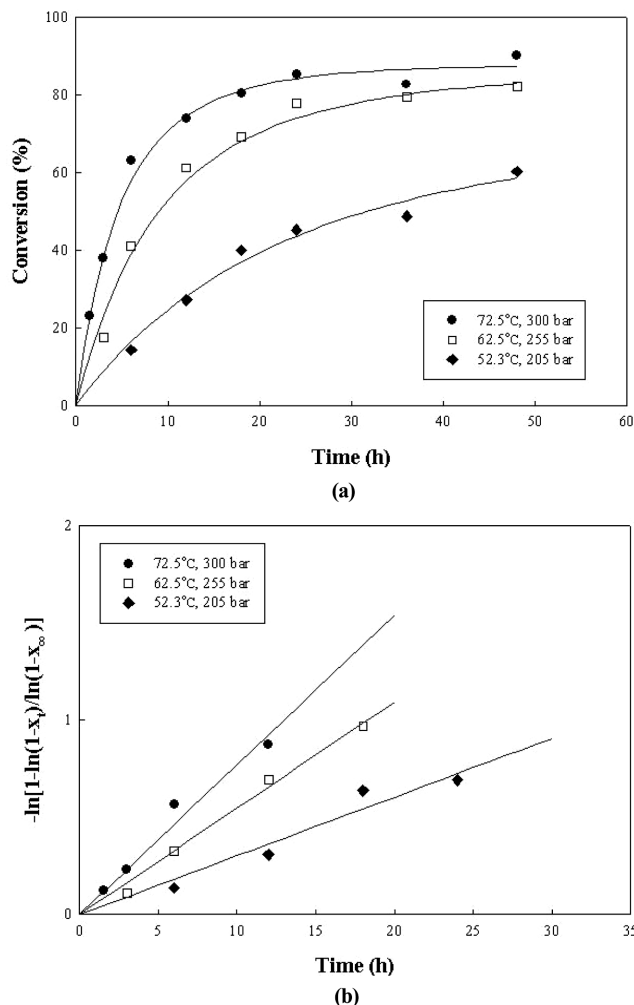 100
80
60
40
20
0
Conversion (%)
72.5°C, 300 bar
62.5°C, 255 bar
52.3°C, 205 bar
0 10 20 30 40 50 60
Time (h)
(a)
2
1
0
-ln[1-ln(1-xt)/ln(1-x∞)]
72.5°C, 300 bar
62.5°C, 255 bar
52.3°C, 205 bar
0 5 10 15 20 25 30 35
Time (h)
(b)